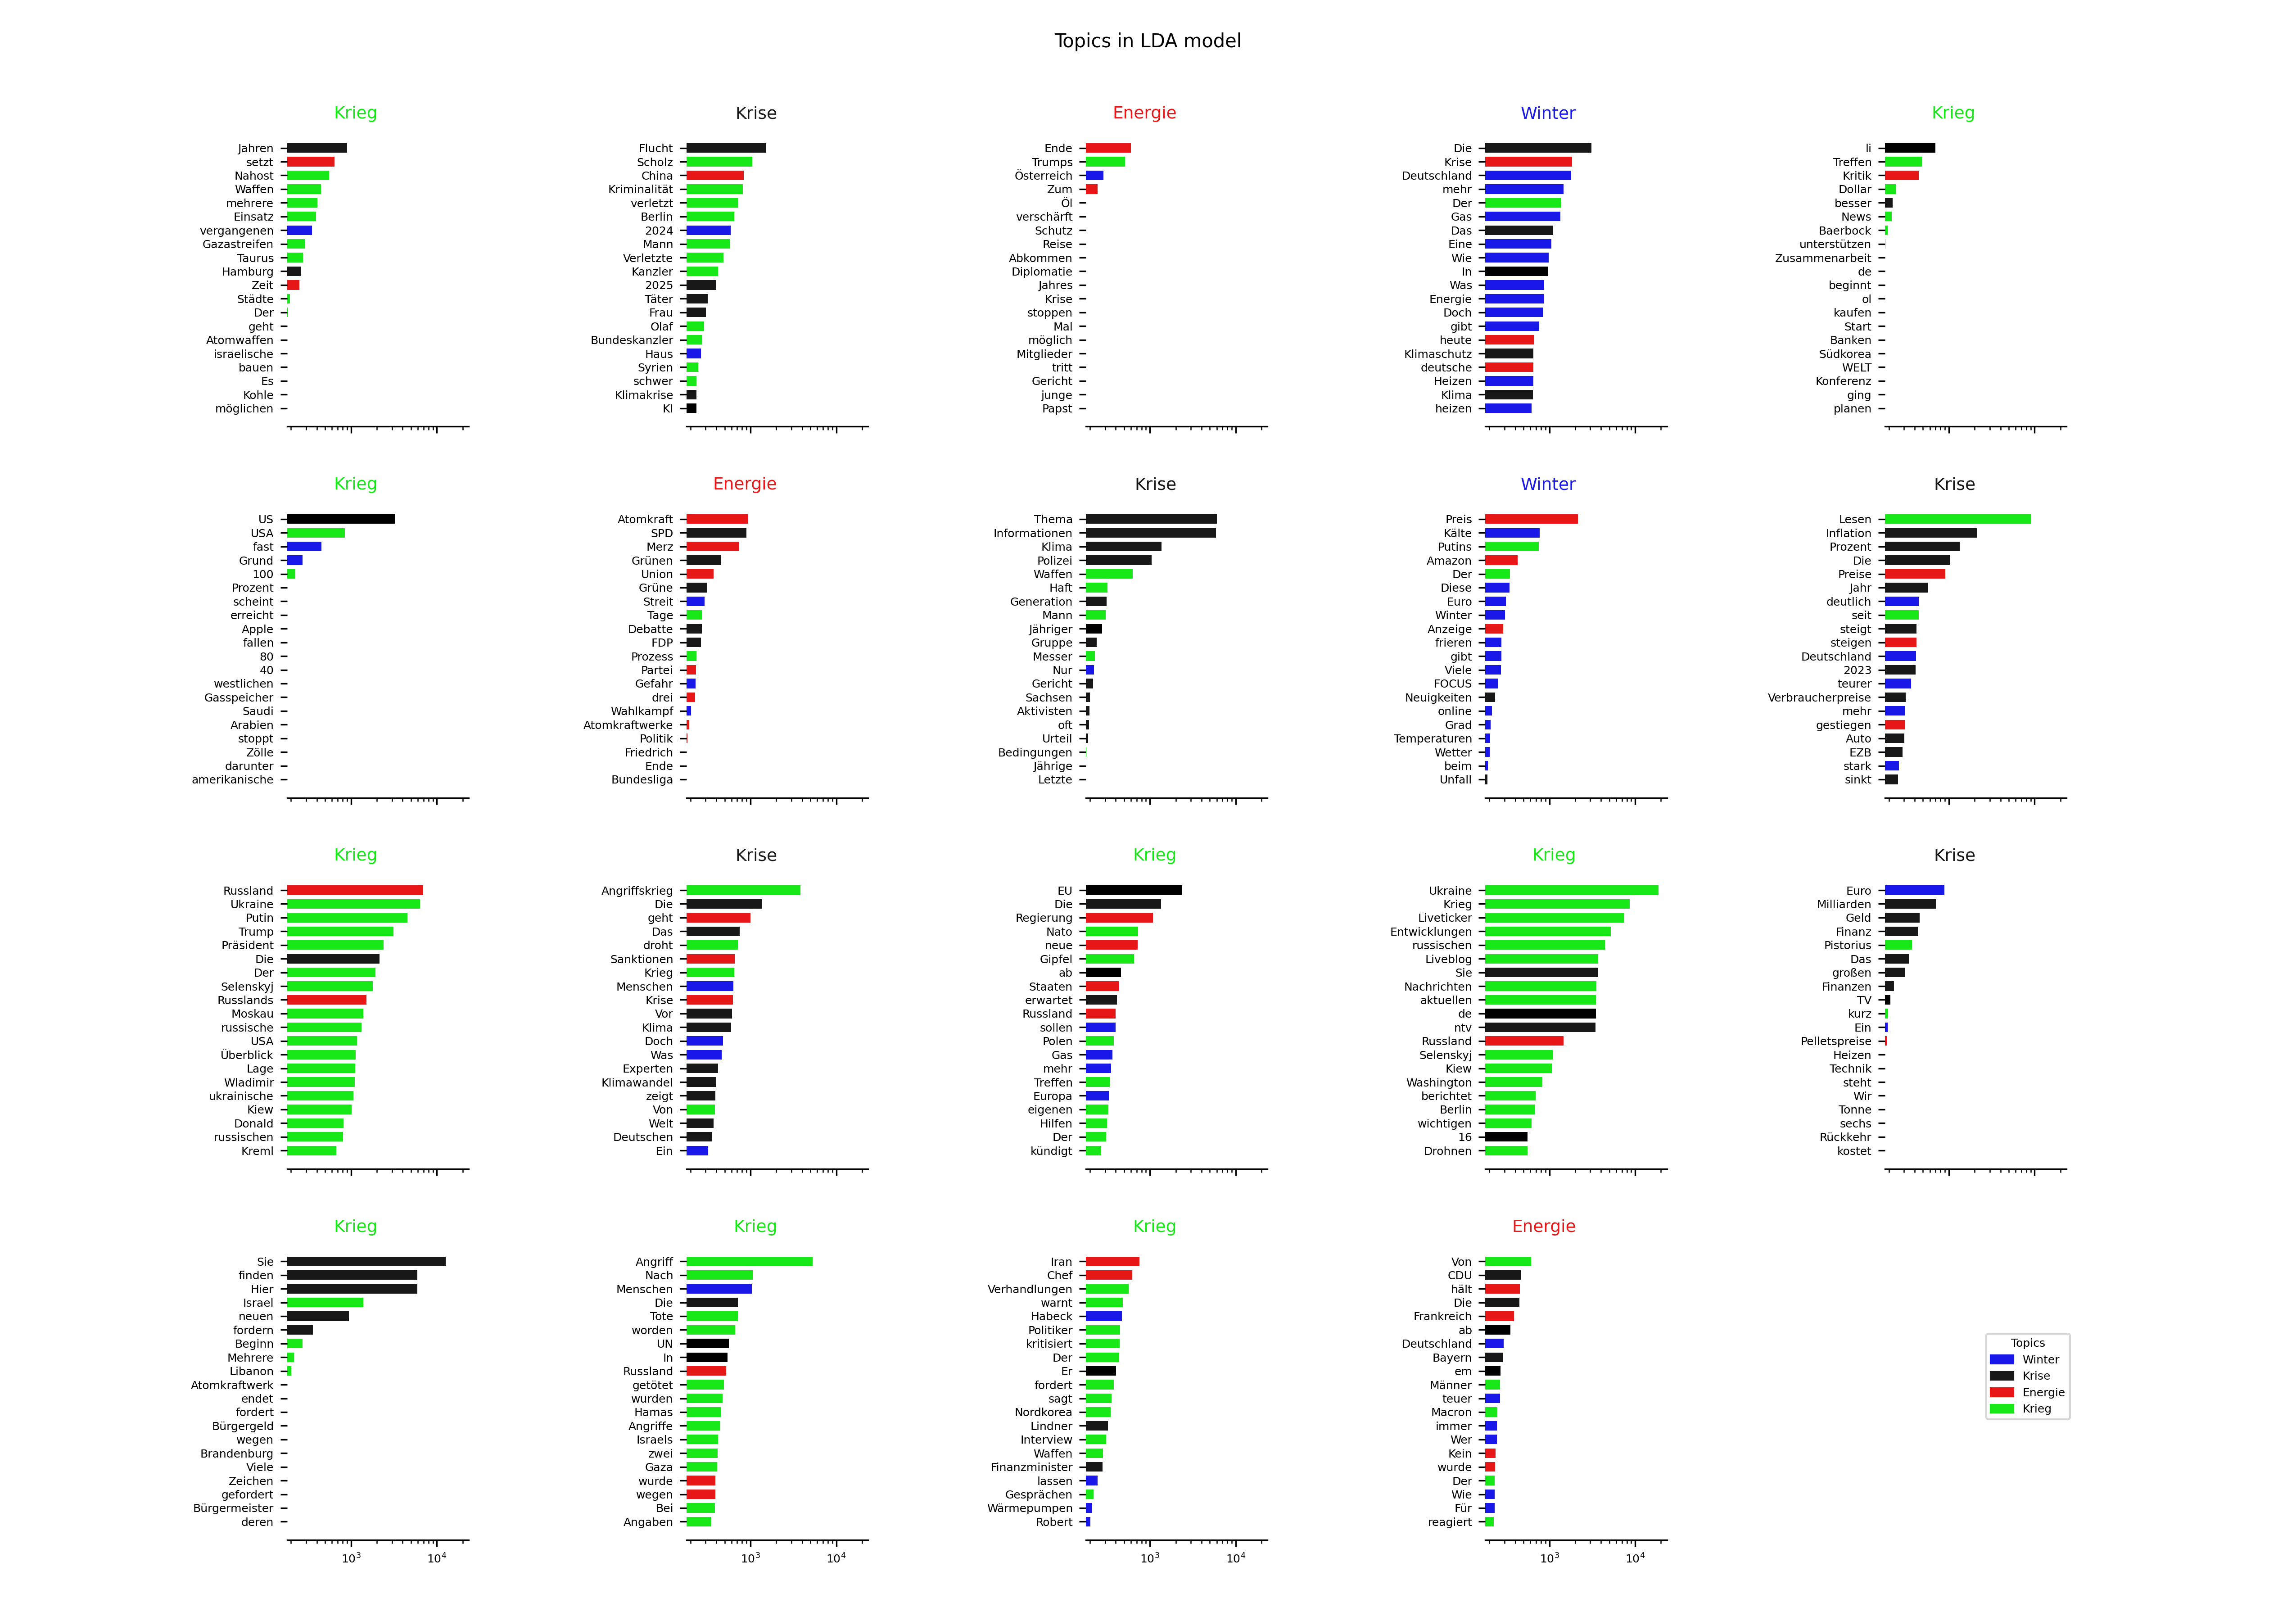 Topics in LDA model
Krieg
Jahren
setzt
Nahost
Waffen
mehrere
Einsatz
vergangenen
Gazastreifen
Taurus
Hamburg
Zeit
Städte
Der
geht
Atomwaffen
israelische
bauen
Es
Kohle
möglichen
Krise
Flucht
Scholz
China
Kriminalität
verletzt
Berlin
2024
Mann
Verletzte
Kanzler
2025
Täter
Frau
Olaf
Bundeskanzler
Haus
Syrien
schwer
Klimakrise
KI
Energie
Ende
Trumps
Österreich
Zum
Öl
verschärft
Schutz
Reise
Abkommen
Diplomatie
Jahres
Krise
stoppen
Mal
möglich
Mitglieder
tritt
Gericht
junge
Papst
Winter
Die
Krise
Deutschland
mehr
Der
Gas
Das
Eine
Wie
In
Was
Energie
Doch
gibt
heute
Klimaschutz
deutsche
Heizen
Klima
heizen
Krieg
li
Treffen
Kritik
Dollar
besser
News
Baerbock
unterstützen
Zusammenarbeit
de
beginnt
ol
kaufen
Start
Banken
Südkorea
WELT
Konferenz
ging
planen
Krieg
US
USA
fast
Grund
100
Prozent
scheint
erreicht
Apple
fallen
80
40
westlichen
Gasspeicher
Saudi
Arabien
stoppt
Zölle
darunter
amerikanische
Energie
Atomkraft
SPD
Merz
Grünen
Union
Grüne
Streit
Tage
Debatte
FDP
Prozess
Partei
Gefahr
drei
Wahlkampf
Atomkraftwerke
Politik
Friedrich
Ende
Bundesliga
Krise
Thema
Informationen
Klima
Polizei
Waffen
Haft
Generation
Mann
Jähriger
Gruppe
Messer
Nur
Gericht
Sachsen
Aktivisten
oft
Urteil
Bedingungen
Jährige
Letzte
Winter
Preis
Kälte
Putins
Amazon
Der
Diese
Euro
Winter
Anzeige
frieren
gibt
Viele
FOCUS
Neuigkeiten
online
Grad
Temperaturen
Wetter
beim
Unfall
Krise
Lesen
Inflation
Prozent
Die
Preise
Jahr
deutlich
seit
steigt
steigen
Deutschland
2023
teurer
Verbraucherpreise
mehr
gestiegen
Auto
EZB
stark
sinkt
Krieg
Russland
Ukraine
Putin
Trump
Präsident
Die
Der
Selenskyj
Russlands
Moskau
russische
USA
Überblick
Lage
Wladimir
ukrainische
Kiew
Donald
russischen
Kreml
Krise
Angriffskrieg
Die
geht
Das
droht
Sanktionen
Krieg
Menschen
Krise
Vor
Klima
Doch
Was
Experten
Klimawandel
zeigt
Von
Welt
Deutschen
Ein
Krieg
EU
Die
Regierung
Nato
neue
Gipfel
ab
Staaten
erwartet
Russland
sollen
Polen
Gas
mehr
Treffen
Europa
eigenen
Hilfen
Der
kündigt
Krieg
Ukraine
Krieg
Liveticker
Entwicklungen
russischen
Liveblog
Sie
Nachrichten
aktuellen
de
ntv
Russland
Selenskyj
Kiew
Washington
berichtet
Berlin
wichtigen
16
Drohnen
Krise
Euro
Milliarden
Geld
Finanz
Pistorius
Das
großen
Finanzen
TV
kurz
Ein
Pelletspreise
Heizen
Technik
steht
Wir
Tonne
sechs
Rückkehr
kostet
Krieg
Sie
finden
Hier
Israel
neuen
fordern
Beginn
Mehrere
Libanon
Atomkraftwerk
endet
fordert
Bürgergeld
wegen
Brandenburg
Viele
Zeichen
gefordert
Bürgermeister
deren
10³ 10⁴
Krieg
Angriff
Nach
Menschen
Die
Tote
worden
UN
In
Russland
getötet
wurden
Hamas
Angriffe
Israels
zwei
Gaza
wurde
wegen
Bei
Angaben
10³ 10⁴
Krieg
Iran
Chef
Verhandlungen
warnt
Habeck
Politiker
kritisiert
Der
Er
fordert
sagt
Nordkorea
Lindner
Interview
Waffen
Finanzminister
lassen
Gesprächen
Wärmepumpen
Robert
10³ 10⁴
Energie
Von
CDU
hält
Die
Frankreich
ab
Deutschland
Bayern
em
Männer
teuer
Macron
immer
Wer
Kein
wurde
Der
Wie
Für
reagiert
10³ 10⁴
Topics
Winter
Krise
Energie
Krieg